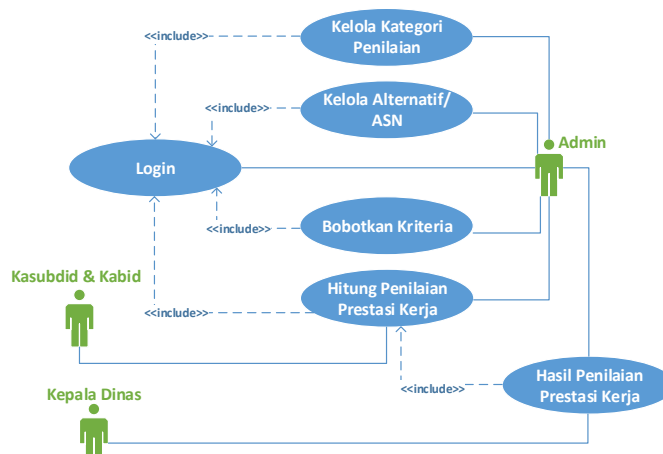 Kelola Kategori
Penilaian
<<include>>
Kelola Alternatif/
ASN
<<include>>
Admin
Login
Bobotkan Kriteria
<<include>>
Kasubdid & Kabid
Hitung Penilaian
Prestasi Kerja
<<include>>
Hasil Penilaian
Prestasi Kerja
<<include>>
Kepala Dinas